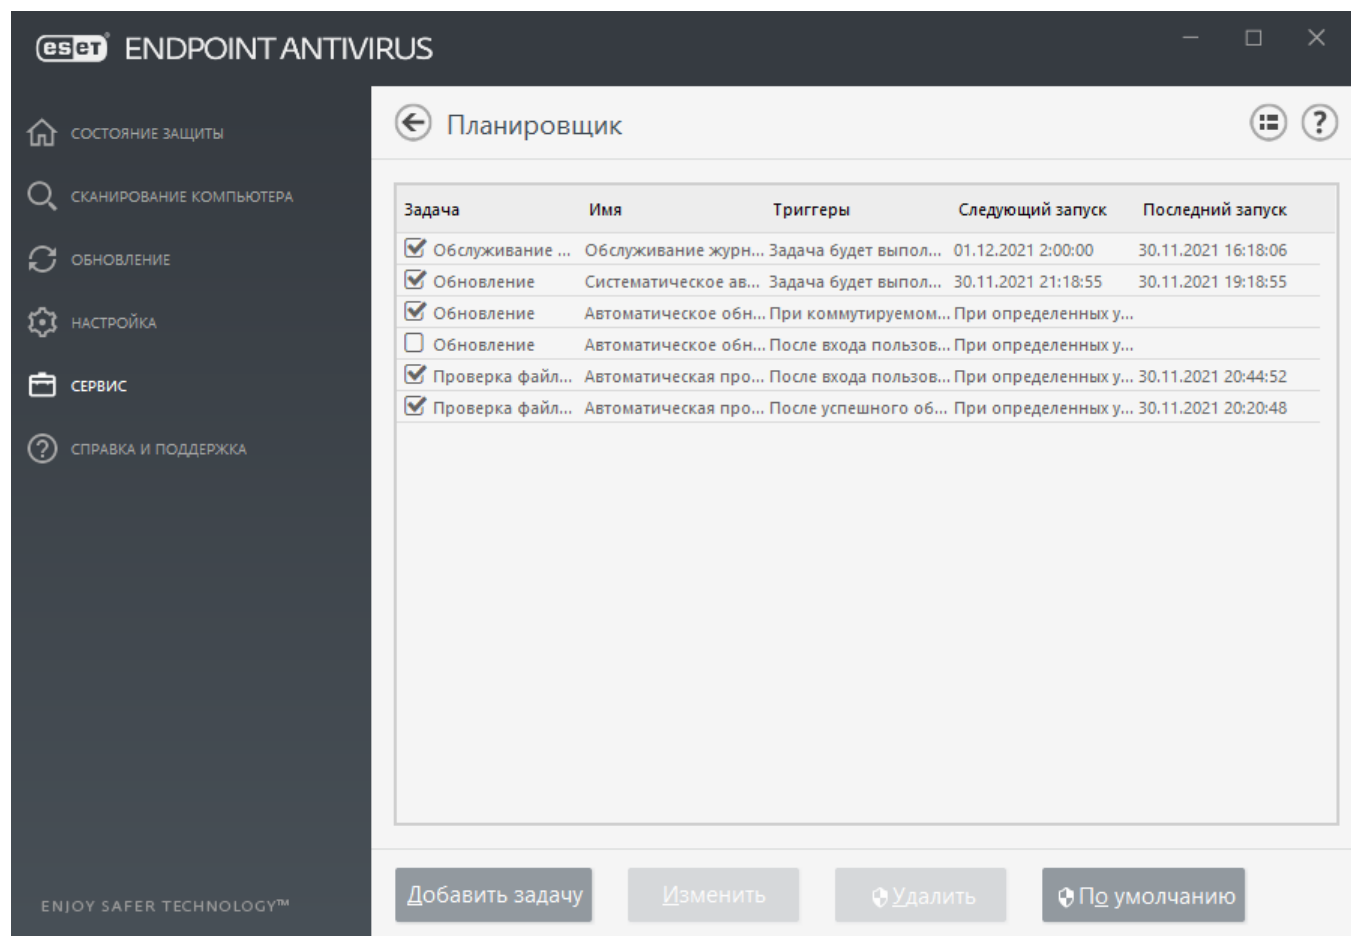 eset ENDPOINT ANTIVIRUS
СОСТОЯНИЕ ЗАЩИТЫ
СКАНИРОВАНИЕ КОМПЬЮТЕРА
ОБНОВЛЕНИЕ
НАСТРОЙКА
СЕРВИС
СПРАВКА И ПОДДЕРЖКА
ENJOY SAFER TECHNOLOGY™
Планировщик
Задача Имя Триггеры Следующий запуск Последний запуск
Обслуживание ... Обслуживание журн... Задача будет выпол... 01.12.2021 2:00:00 30.11.2021 16:18:06
Обновление Систематическое ав... Задача будет выпол... 30.11.2021 21:18:55 30.11.2021 19:18:55
Обновление Автоматическое обн... При коммутируемом... При определенных у...
Обновление Автоматическое обн... После входа пользов... При определенных у...
Проверка файл... Автоматическая про... После входа пользов... При определенных у... 30.11.2021 20:44:52
Проверка файл... Автоматическая про... После успешного об... При определенных у... 30.11.2021 20:20:48
Добавить задачу Изменить Удалить По умолчанию